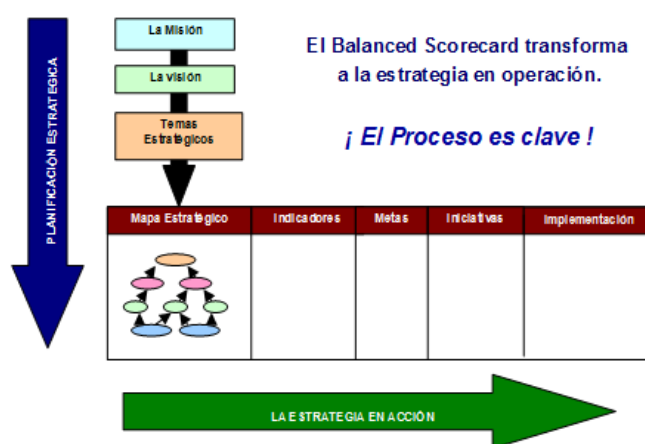 La Misión
La visión
Temas
Estratégicos
El Balanced Scorecard transforma
a la estrategia en operación.
¡ El Proceso es clave !
PLANIFICACIÓN ESTRATEGICA
Mapa Estratégico Indicadores Metas Iniciativas Implementación
LA ESTRATEGIA EN ACCIÓN